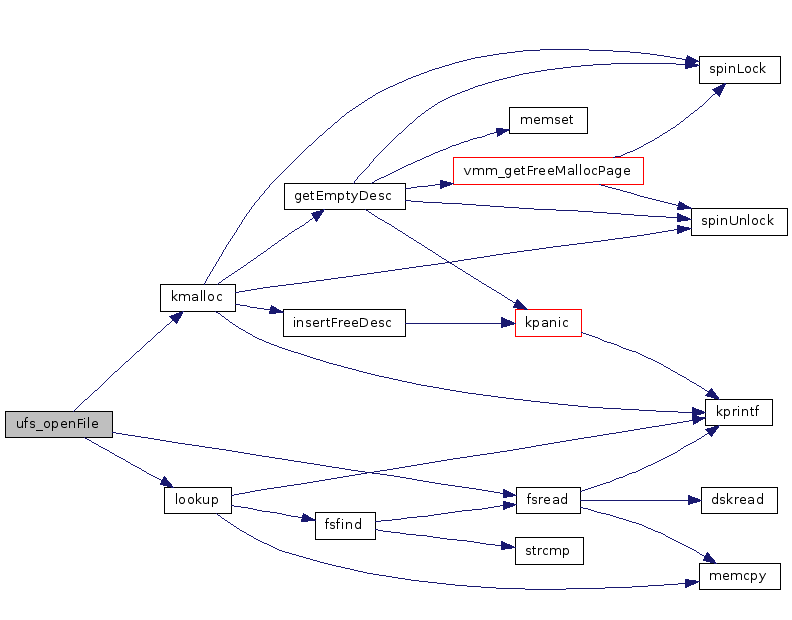 spinLock
memset
vmm_getFreeMallocPage
getEmptyDesc
spinUnlock
kmalloc
insertFreeDesc
kpanic
kprintf
ufs_openFile
lookup
fsread
dskread
fsfind
strcmp
memcpy